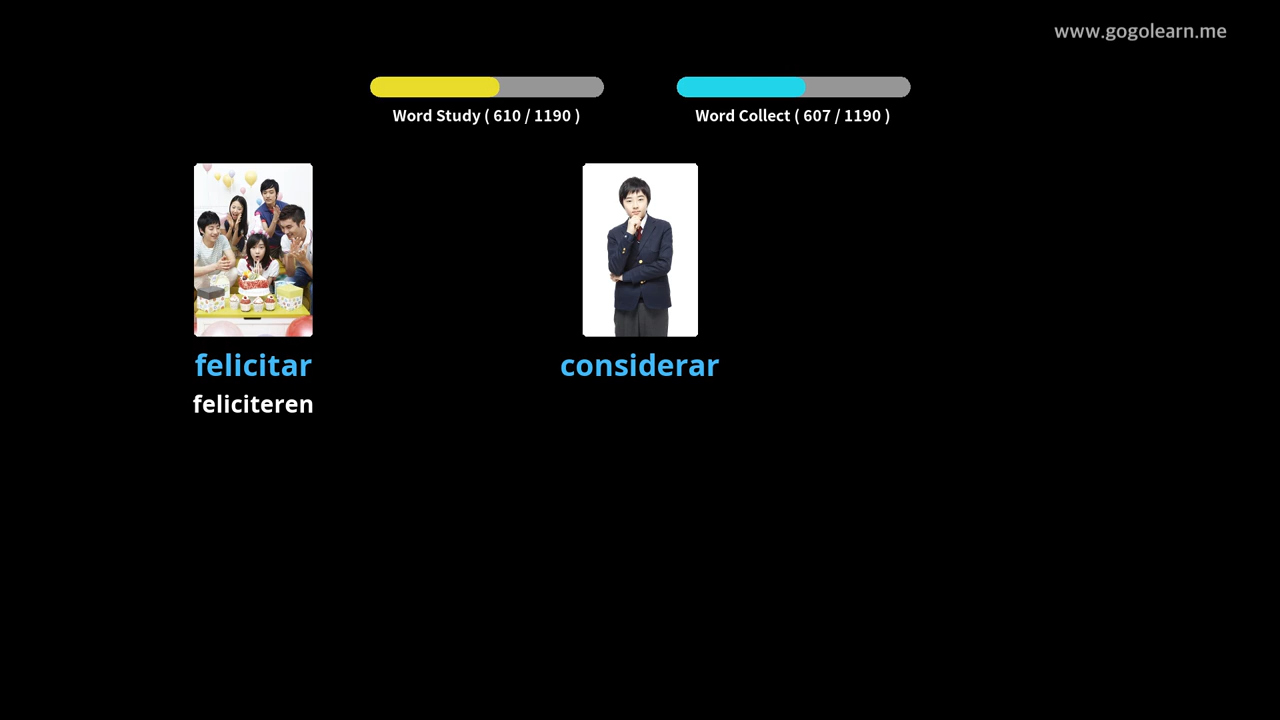 www.gogolearn.me
Word Study ( 610 / 1190 )
Word Collect ( 607 / 1190 )
felicitar
feliciteren
considerar